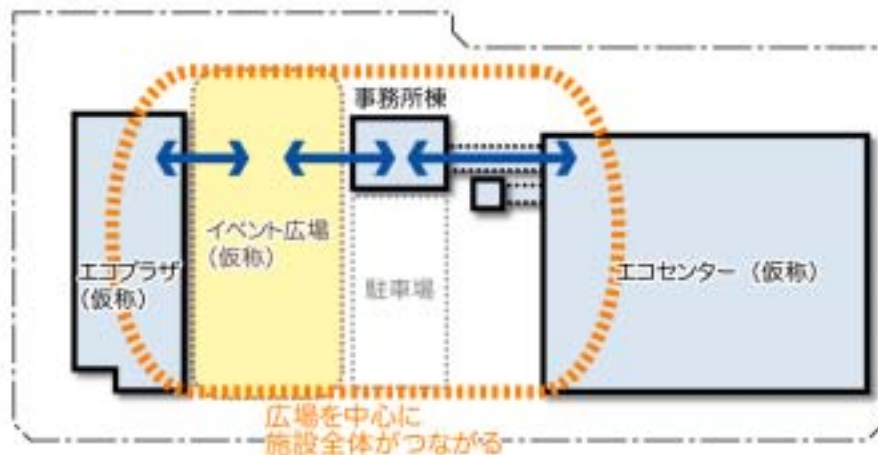 事務所棟
イベント広場
（仮称）
エコプラザ
（仮称）
駐車場
エコセンター（仮称）
広場を中心に
施設全体がつながる